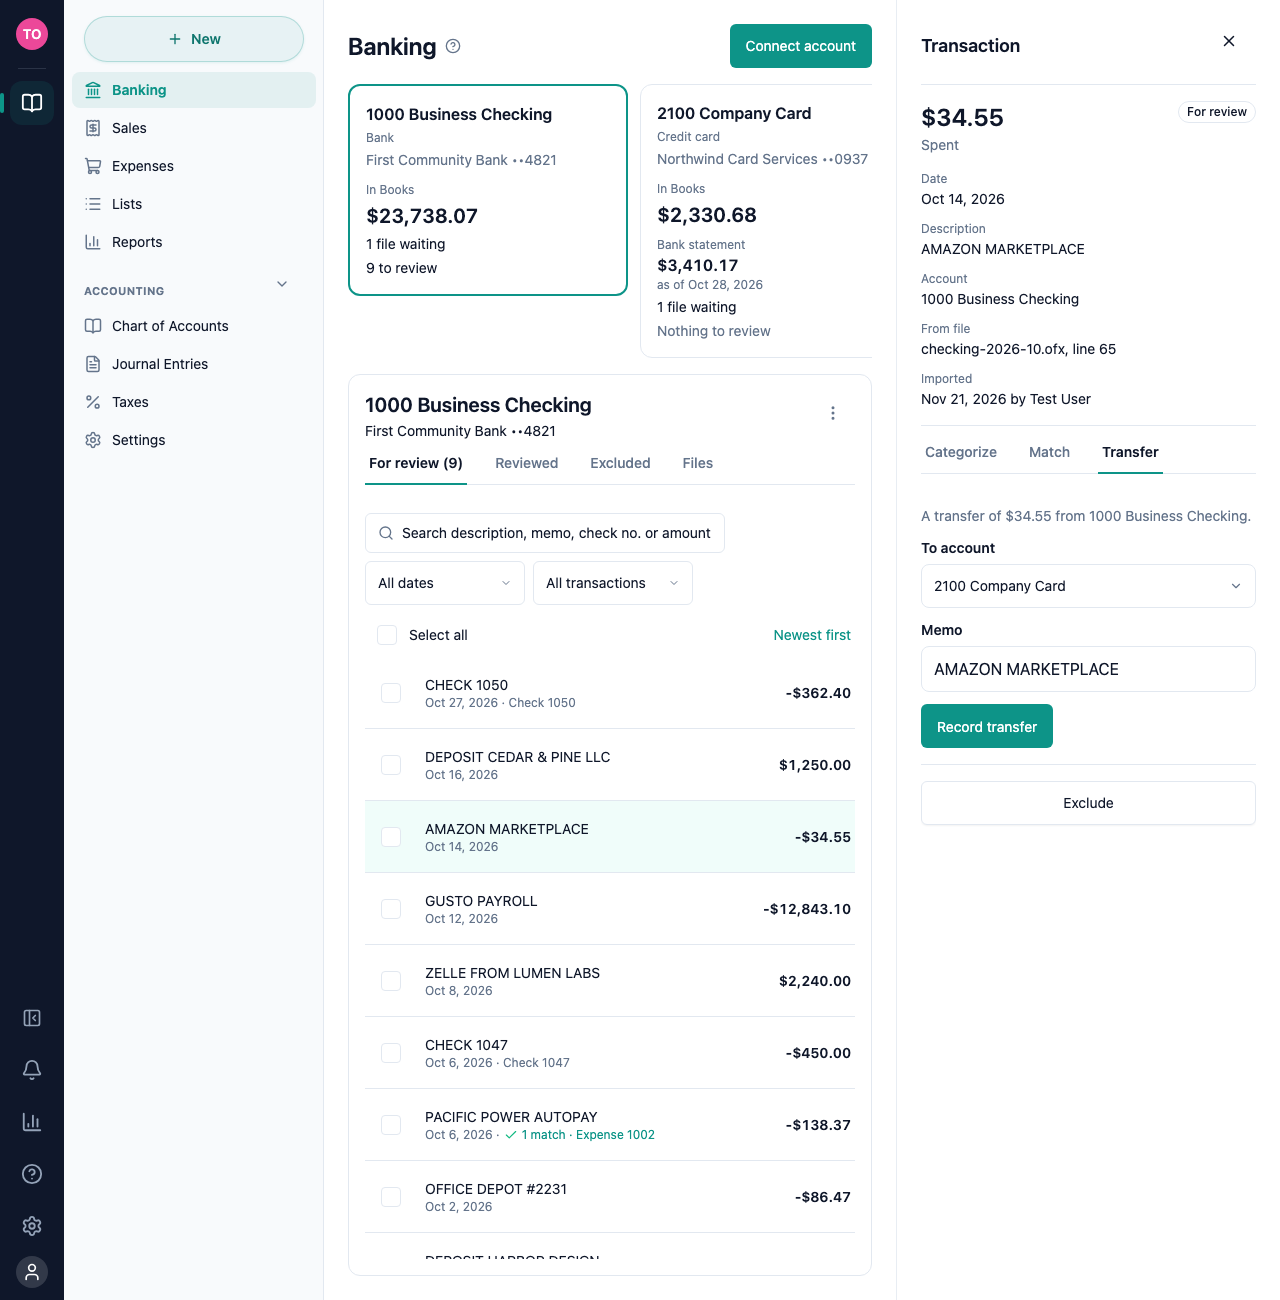 TO
New
Banking
Sales
Expenses
Lists
Reports
ACCOUNTING
Chart of Accounts
Journal Entries
Taxes
Settings
Banking
Connect account
1000 Business Checking
Bank
First Community Bank ••4821
In Books
$23,738.07
1 file waiting
9 to review
2100 Company Card
Credit card
Northwind Card Services ••0937
In Books
$2,330.68
Bank statement
$3,410.17
as of Oct 28, 2026
1 file waiting
Nothing to review
1000 Business Checking
First Community Bank ••4821
For review (9) Reviewed Excluded Files
Search description, memo, check no. or amount
All dates All transactions
Select all Newest first
CHECK 1050
Oct 27, 2026 · Check 1050
-$362.40
DEPOSIT CEDAR & PINE LLC
Oct 16, 2026
$1,250.00
AMAZON MARKETPLACE
Oct 14, 2026
-$34.55
GUSTO PAYROLL
Oct 12, 2026
-$12,843.10
ZELLE FROM LUMEN LABS
Oct 8, 2026
$2,240.00
CHECK 1047
Oct 6, 2026 · Check 1047
-$450.00
PACIFIC POWER AUTOPAY
Oct 6, 2026 · ✓ 1 match · Expense 1002
-$138.37
OFFICE DEPOT #2231
Oct 2, 2026
-$86.47
DEPOSIT HARBOR DESIGN
Transaction
$34.55
For review
Spent
Date
Oct 14, 2026
Description
AMAZON MARKETPLACE
Account
1000 Business Checking
From file
checking-2026-10.ofx, line 65
Imported
Nov 21, 2026 by Test User
Categorize Match Transfer
A transfer of $34.55 from 1000 Business Checking.
To account
2100 Company Card
Memo
AMAZON MARKETPLACE
Record transfer
Exclude